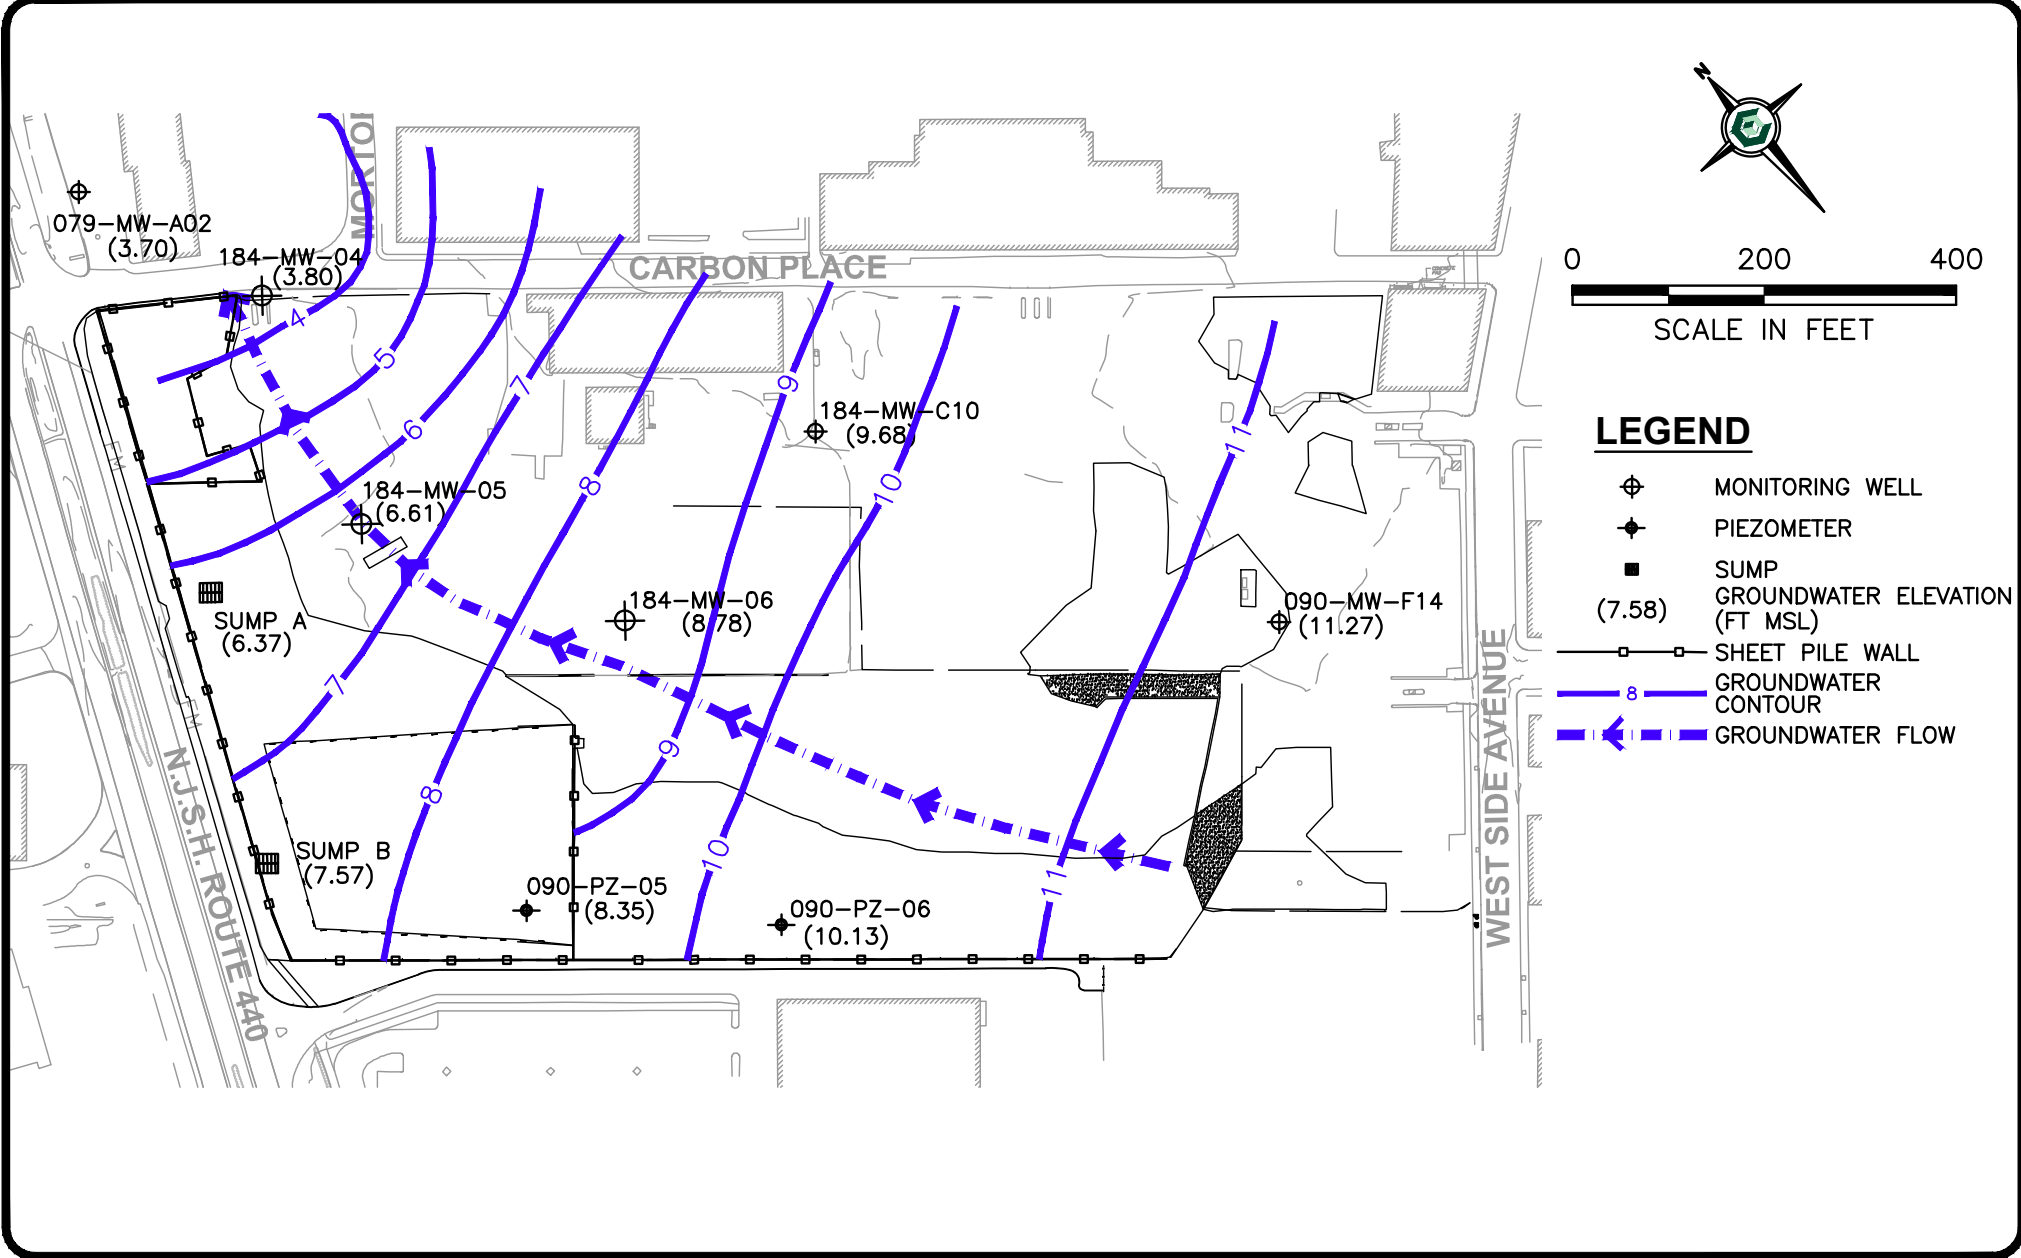 N
0 200 400
SCALE IN FEET
MORTO
079-MW-A02
(3.70)
184-MW-04
(3.80)
CARBON PLACE
4
5
6
7
8
9
10
11
184-MW-C10
(9.68)
184-MW-05
(6.61)
184-MW-06
(8.78)
090-MW-F14
(11.27)
SUMP A
(6.37)
7
8
9
10
11
SUMP B
(7.57)
090-PZ-05
(8.35)
090-PZ-06
(10.13)
N.J.S.H. ROUTE 440
WEST SIDE AVENUE
LEGEND
MONITORING WELL
PIEZOMETER
SUMP
(7.58) GROUNDWATER ELEVATION
(FT MSL)
SHEET PILE WALL
8 GROUNDWATER
CONTOUR
GROUNDWATER FLOW